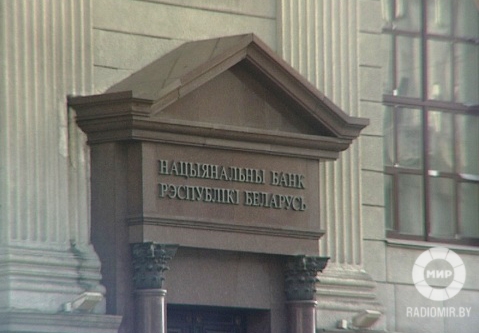 НАЦЫЯНАЛЬНЫ БАНК
РЭСПУБЛІКІ БЕЛАРУСЬ
МИР
RADIOMIR.BY